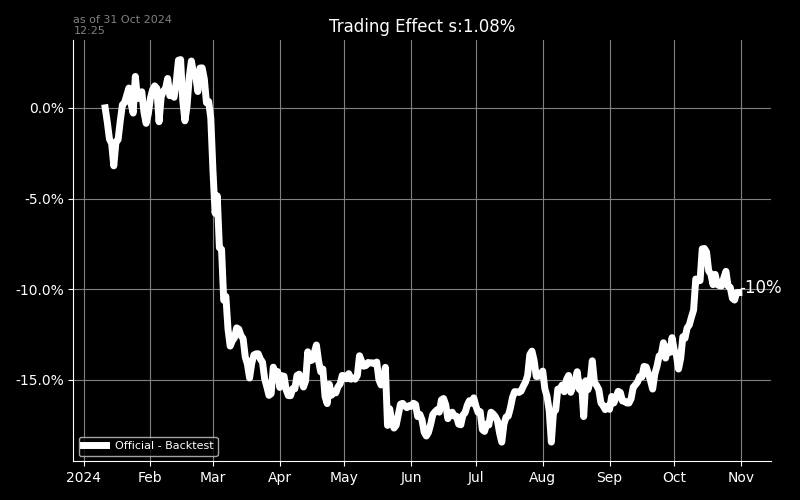 as of 31 Oct 2024
12:25
Trading Effect s:1.08%
0.0%
-5.0%
-10.0%
-15.0%
-10%
Official - Backtest
2024 Feb Mar Apr May Jun Jul Aug Sep Oct Nov